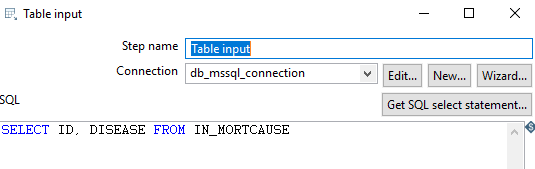 Table input
Step name Table input
Connection db_mssql_connection Edit... New... Wizard...
SQL Get SQL select statement...
SELECT ID, DISEASE FROM IN_MORTCAUSE